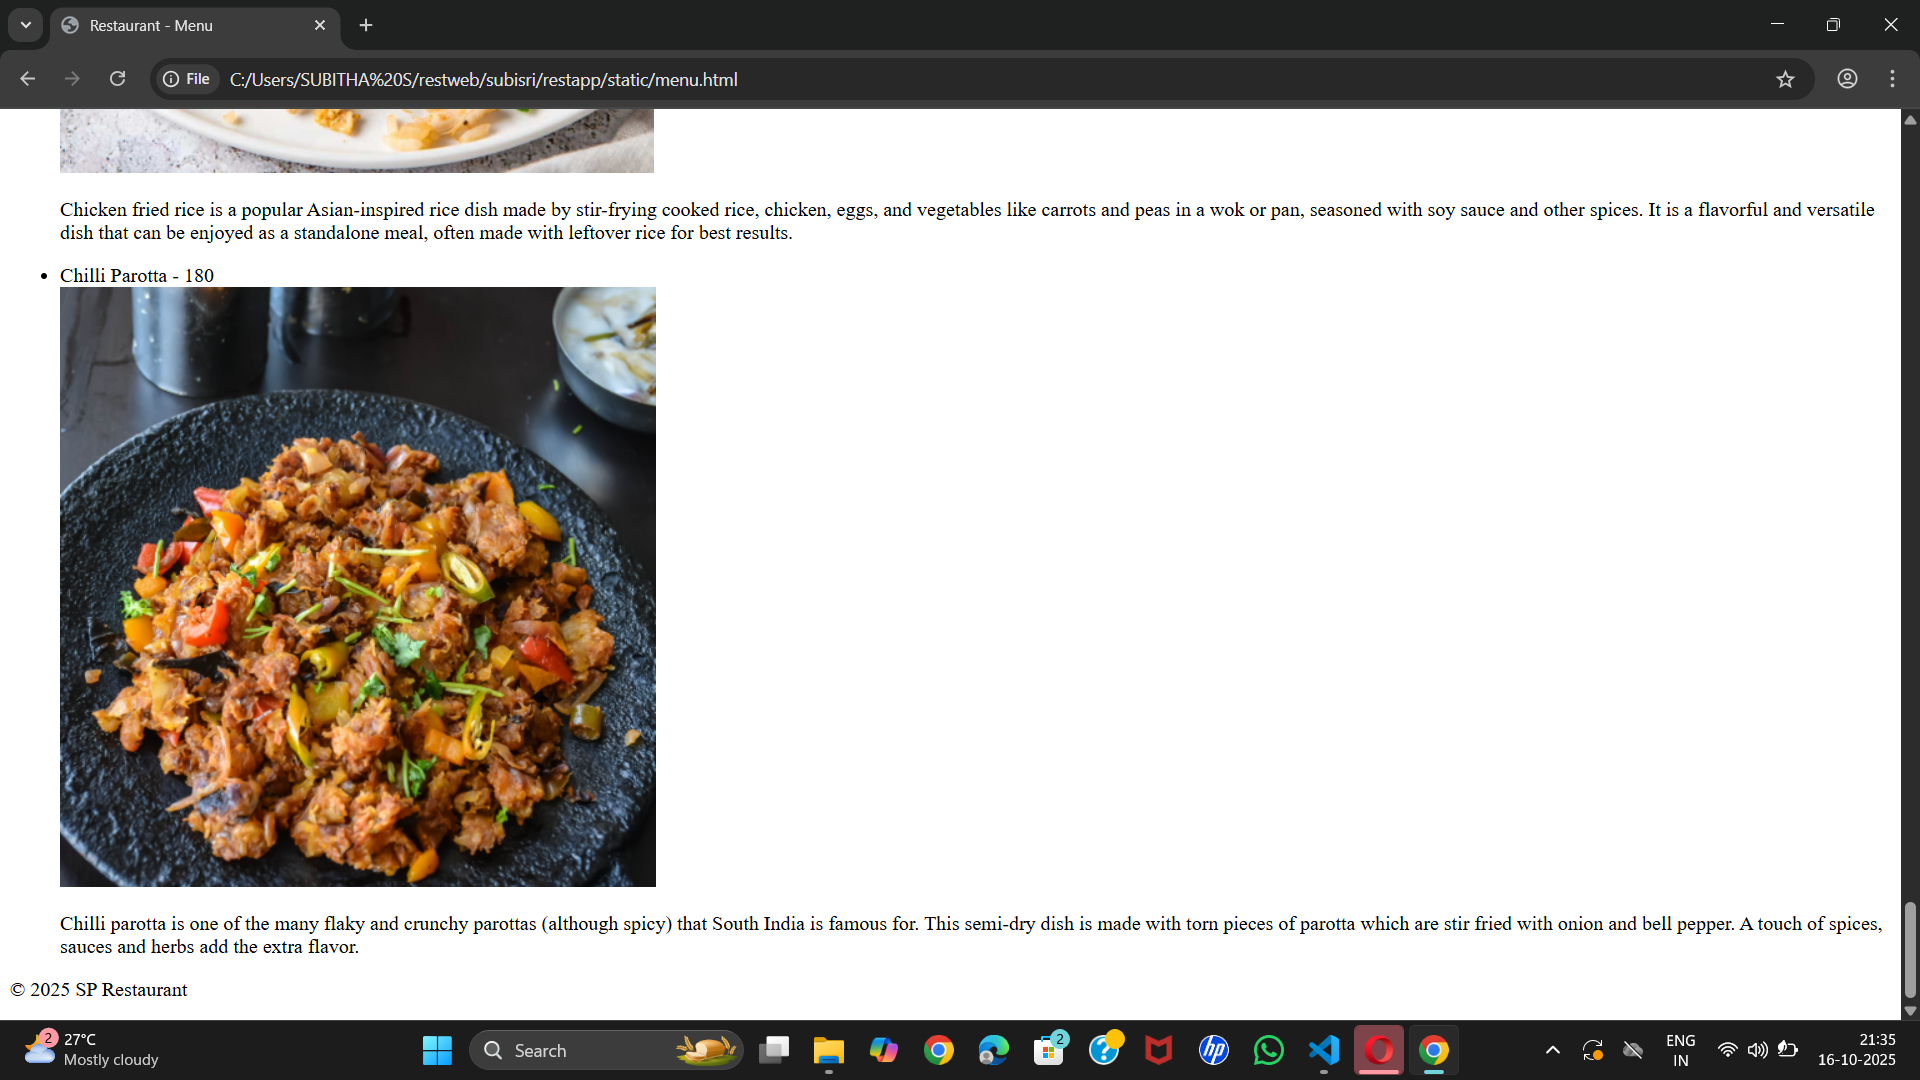 Restaurant - Menu
File
C:/Users/SUBITHA%20S/restweb/subisri/restapp/static/menu.html
Chicken fried rice is a popular Asian-inspired rice dish made by stir-frying cooked rice, chicken, eggs, and vegetables like carrots and peas in a wok or pan, seasoned with soy sauce and other spices. It is a flavorful and versatile
dish that can be enjoyed as a standalone meal, often made with leftover rice for best results.
• Chilli Parotta - 180
Chilli parotta is one of the many flaky and crunchy parottas (although spicy) that South India is famous for. This semi-dry dish is made with torn pieces of parotta which are stir fried with onion and bell pepper. A touch of spices,
sauces and herbs add the extra flavor.
© 2025 SP Restaurant
2
27°C
Mostly cloudy
Search
2
?
hp
ENG
IN
21:35
16-10-2025